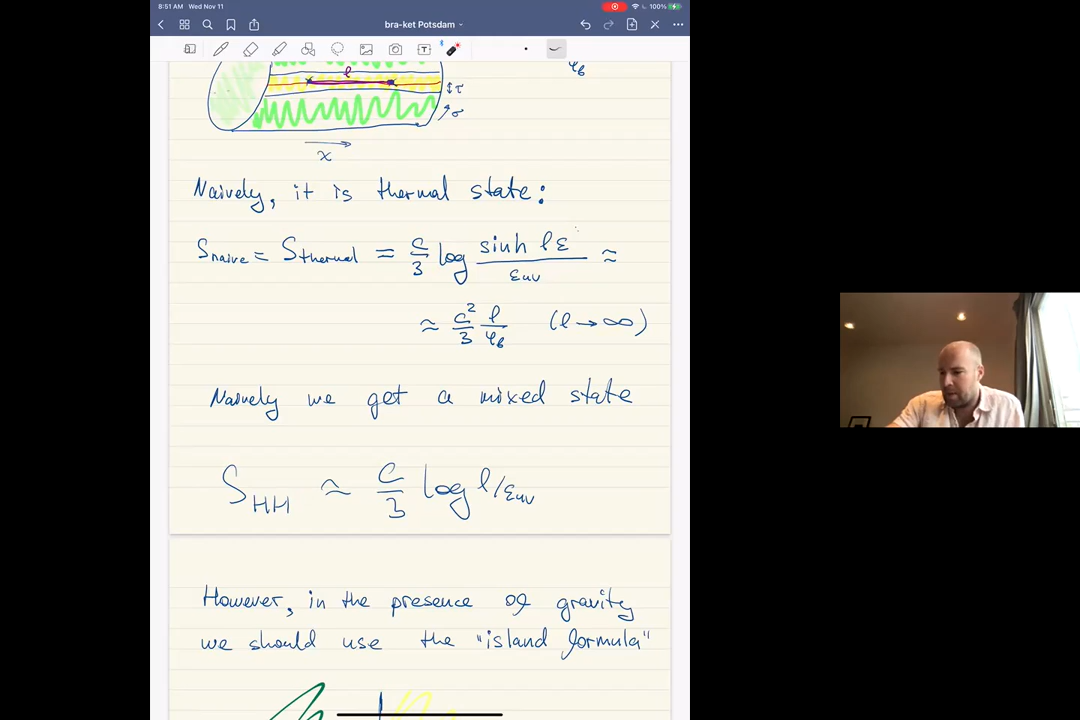 8:51 AM Wed Nov 11
100%
bra-ket Potsdam
l
τ
σ
φ_b
x
Naively, it is thermal state:
S_naive = S_thermal = c/3 log sinh lε / ε_uv ≈
≈ c²/3 l/φ_b (l → ∞)
Naively we get a mixed state
S_HH ≈ c/3 log l/ε_uv
However, in the presence of gravity
we should use the "island formula"